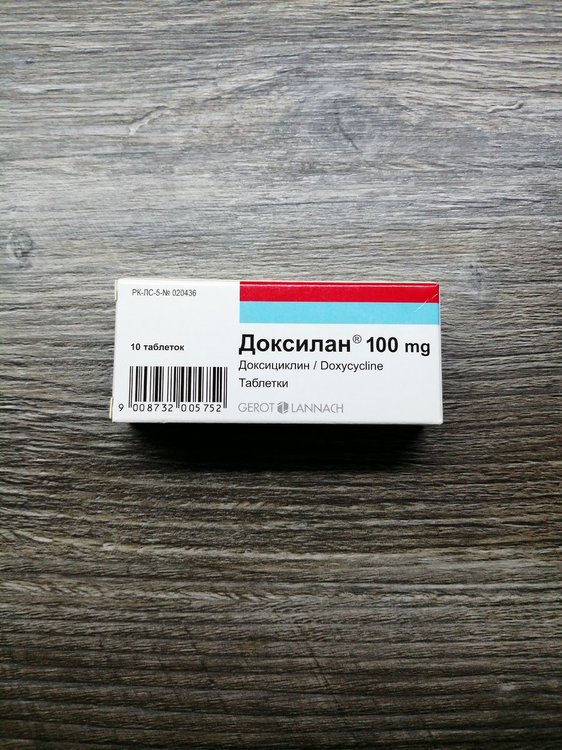 РК-ЛС-5-№ 020436
10 таблеток
Доксилан® 100 mg
Доксициклин / Doxycycline
Таблетки
GEROT LANNACH
9 008732 005752